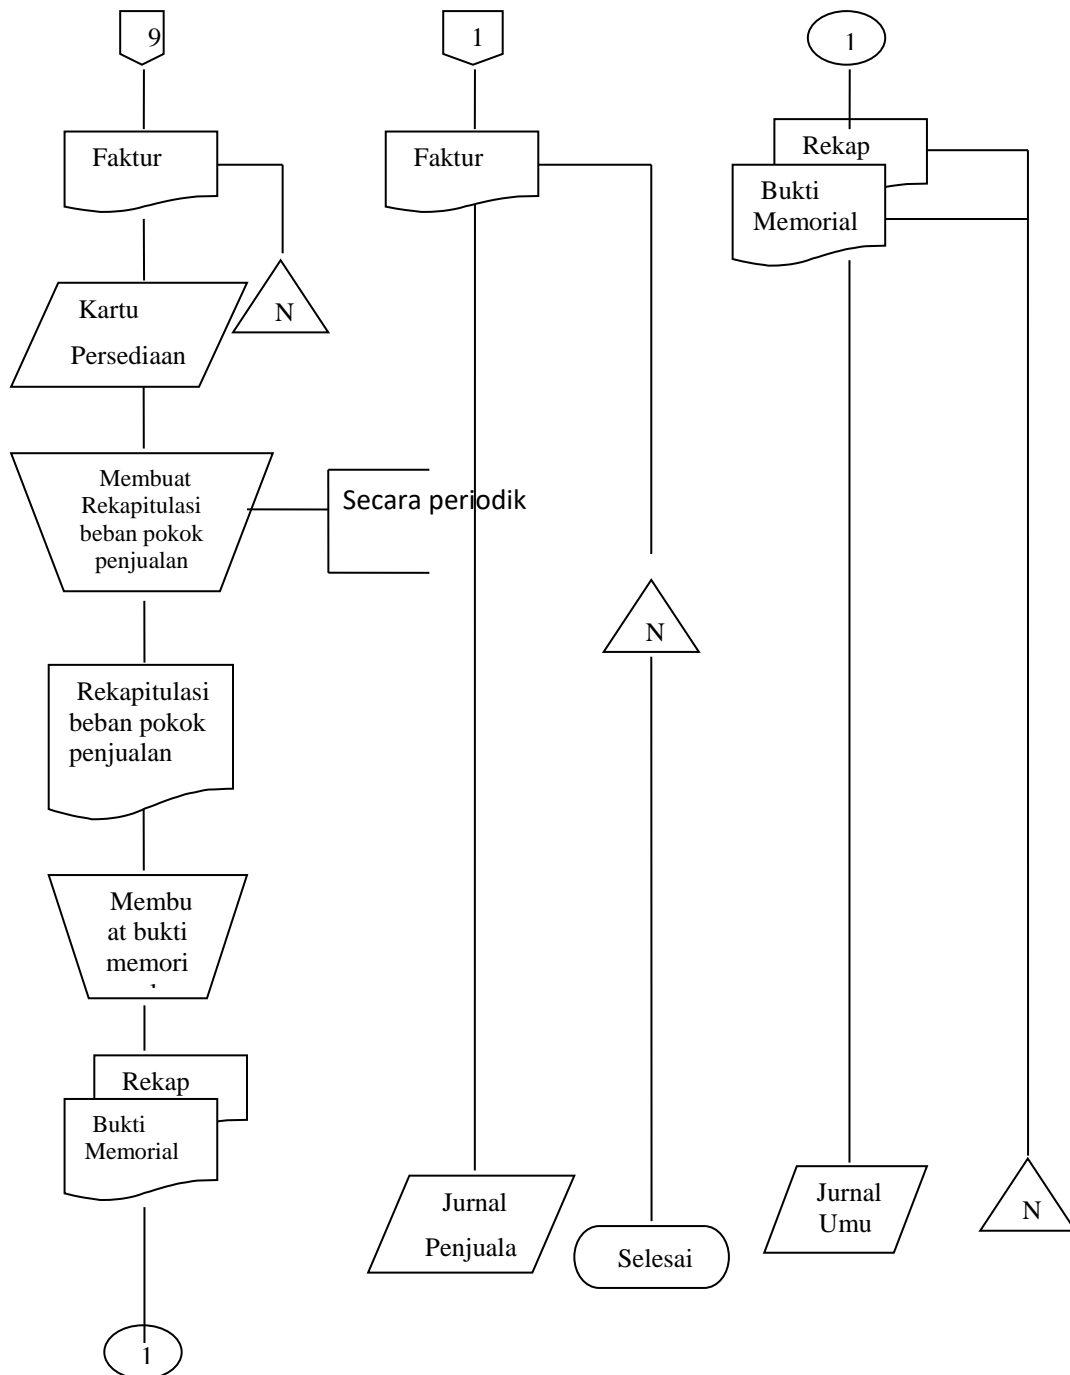 9
Faktur
N
Kartu
Persediaan
Membuat
Rekapitulasi
beban pokok
penjualan
Secara periodik
Rekapitulasi
beban pokok
penjualan
Membu
at bukti
memori
Rekap
Bukti
Memorial
1
1
Faktur
N
Jurnal
Penjuala
Selesai
1
Rekap
Bukti
Memorial
Jurnal
Umu
N